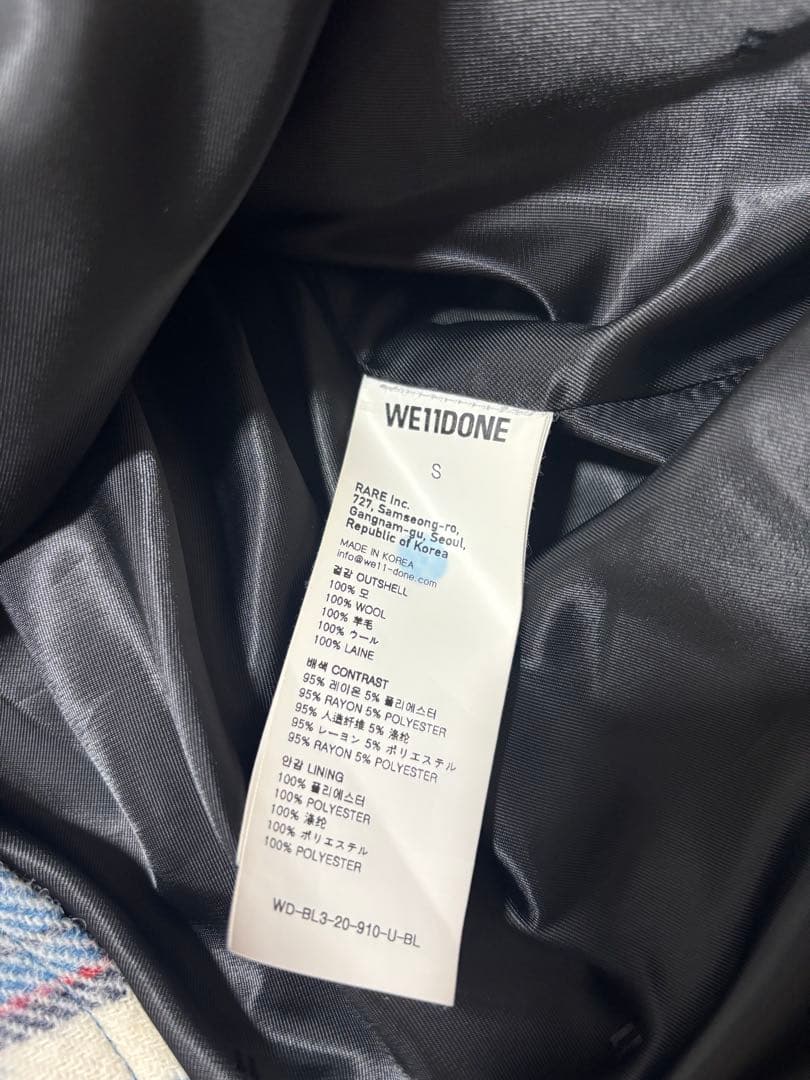 WE11DONE
S
RARE Inc.
727, Samseong-ro,
Gangnam-gu, Seoul,
Republic of Korea
MADE IN KOREA
info@we11-done.com
겉감 OUTSHELL
100% 모
100% WOOL
100% 羊毛
100% ウール
100% LAINE
배색 CONTRAST
95% 레이온 5% 폴리에스터
95% RAYON 5% POLYESTER
95% 人造纤维 5% 涤纶
95% レーヨン 5% ポリエステル
95% RAYON 5% POLYESTER
안감 LINING
100% 폴리에스터
100% POLYESTER
100% 涤纶
100% ポリエステル
100% POLYESTER
WD-BL3-20-910-U-BL